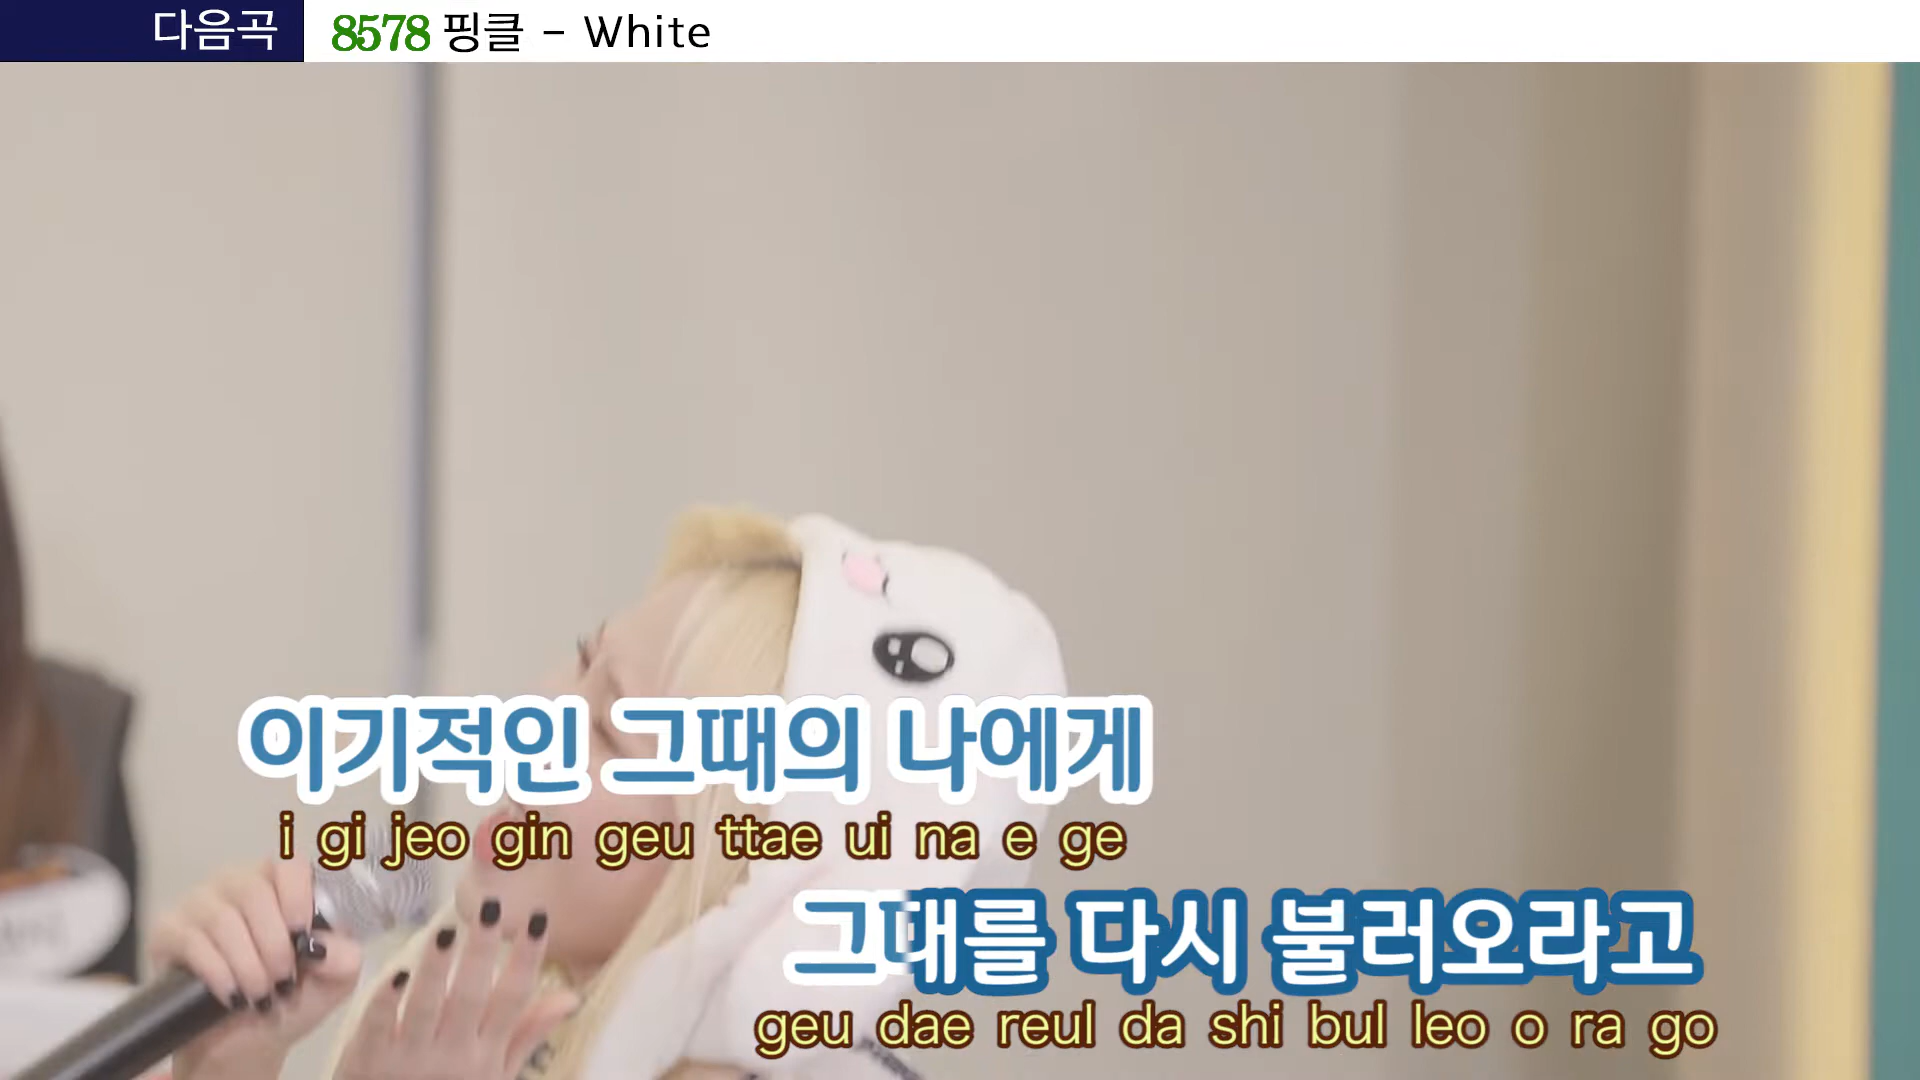 다음곡 8578 핑클 - White
이기적인 그때의 나에게
i gi jeo gin geu ttae ui na e ge
그대를 다시 불러오라고
geu dae reul da shi bul leo o ra go